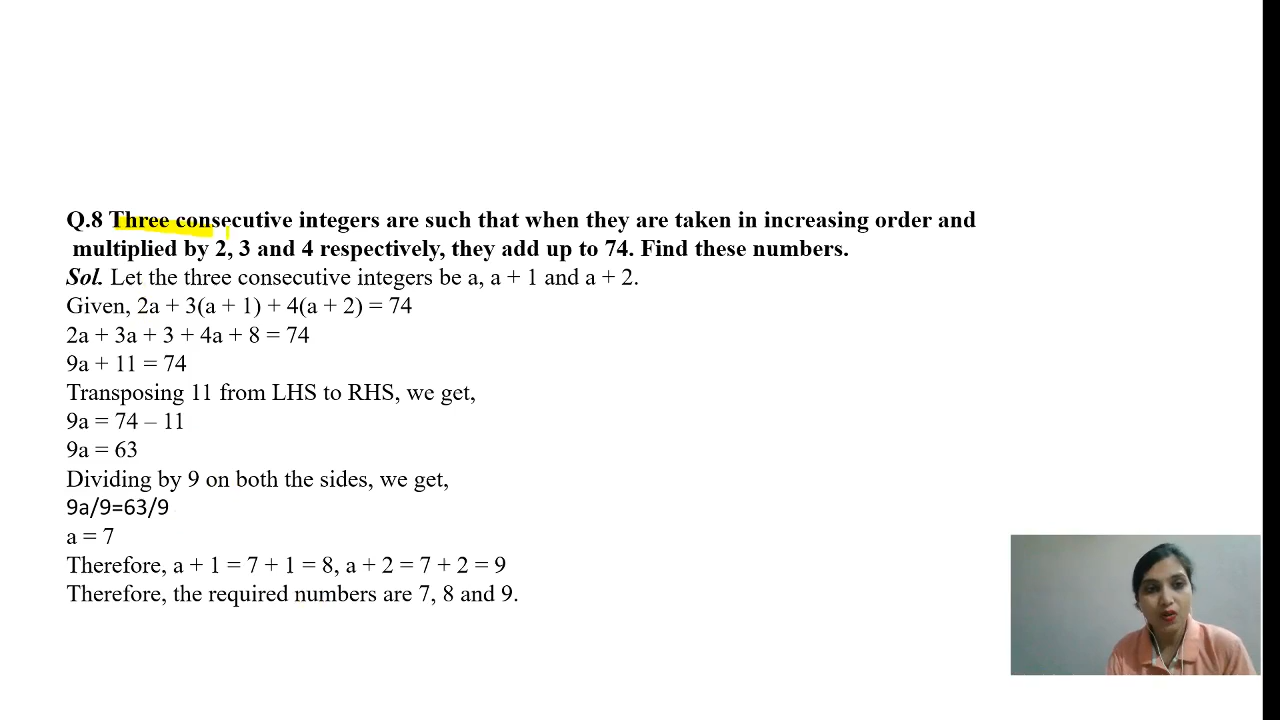 Q.8 Three consecutive integers are such that when they are taken in increasing order and
multiplied by 2, 3 and 4 respectively, they add up to 74. Find these numbers.
Sol. Let the three consecutive integers be a, a + 1 and a + 2.
Given, 2a + 3(a + 1) + 4(a + 2) = 74
2a + 3a + 3 + 4a + 8 = 74
9a + 11 = 74
Transposing 11 from LHS to RHS, we get,
9a = 74 – 11
9a = 63
Dividing by 9 on both the sides, we get,
9a/9=63/9
a = 7
Therefore, a + 1 = 7 + 1 = 8, a + 2 = 7 + 2 = 9
Therefore, the required numbers are 7, 8 and 9.